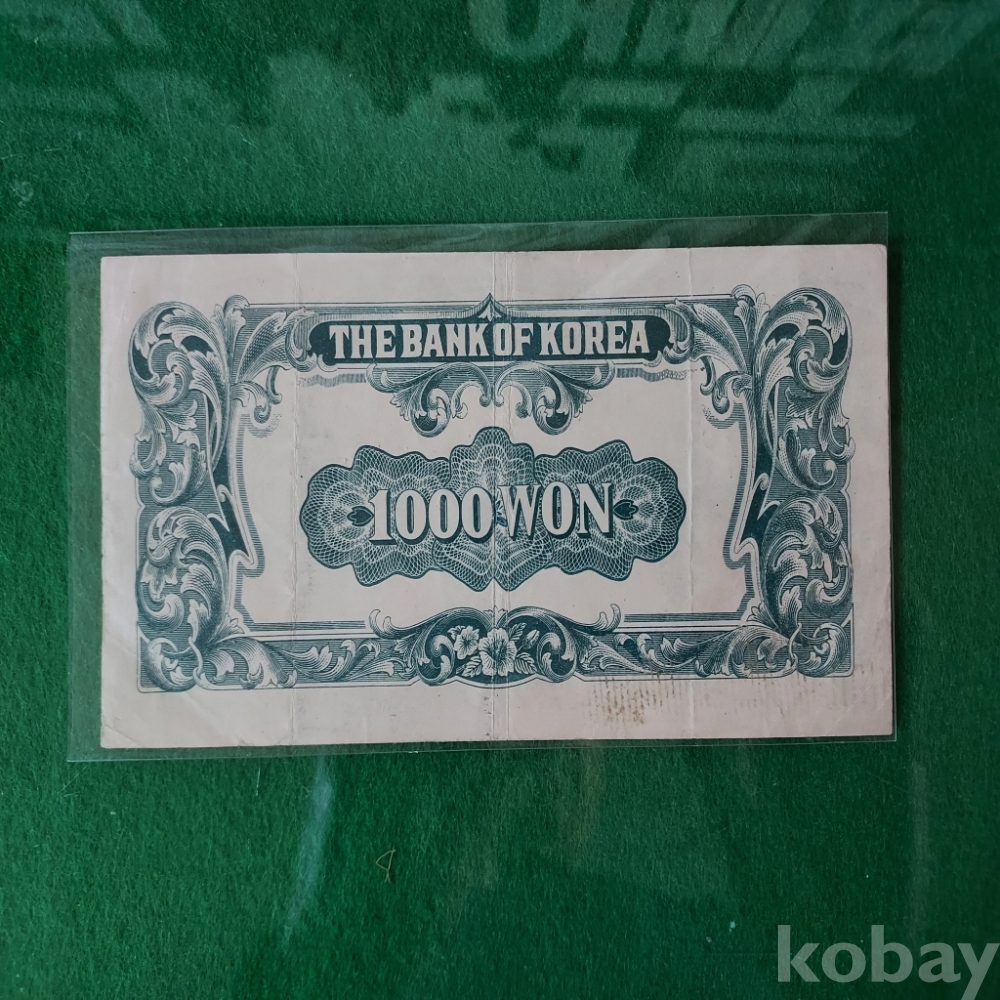 THE BANK OF KOREA
1000 WON
kobay